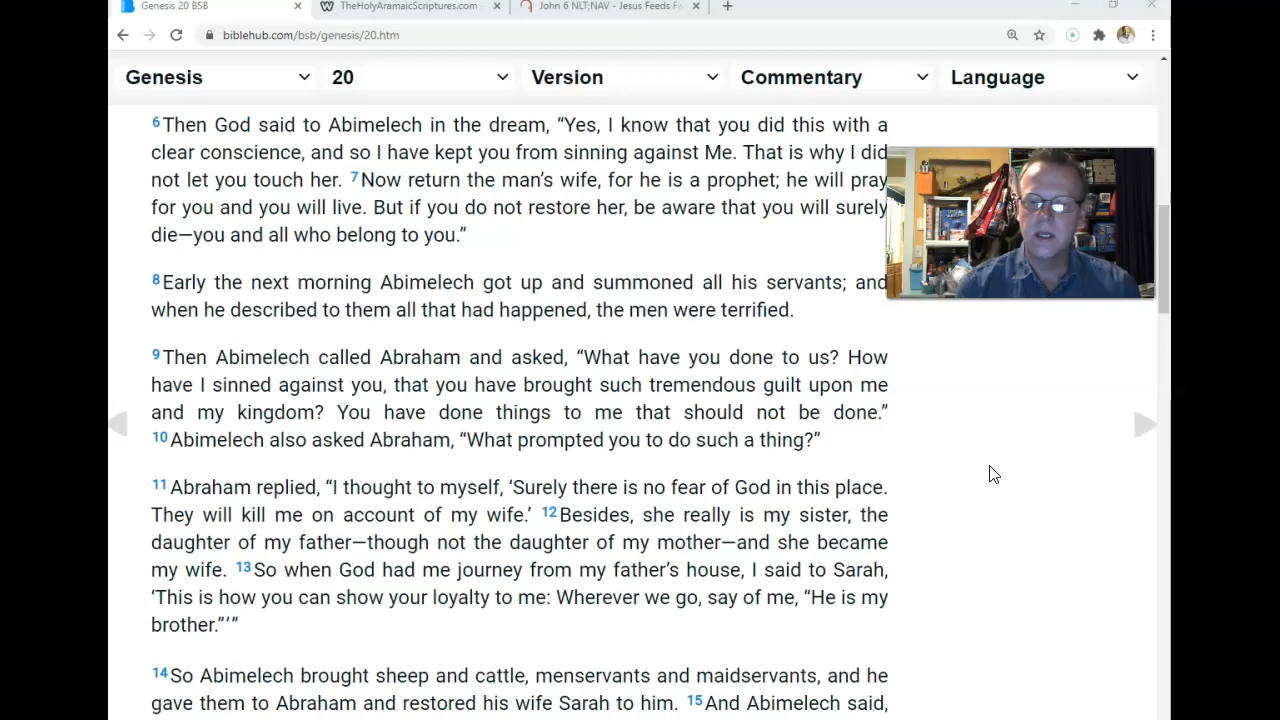 Genesis 20 BSB
TheHolyAramaicScriptures.com
John 6 NLT;NAV - Jesus Feeds Fi
biblehub.com/bsb/genesis/20.htm
Genesis 20 Version Commentary Language
6Then God said to Abimelech in the dream, “Yes, I know that you did this with a
clear conscience, and so I have kept you from sinning against Me. That is why I did
not let you touch her. 7Now return the man’s wife, for he is a prophet; he will pray
for you and you will live. But if you do not restore her, be aware that you will surely
die—you and all who belong to you.”
8Early the next morning Abimelech got up and summoned all his servants; and
when he described to them all that had happened, the men were terrified.
9Then Abimelech called Abraham and asked, “What have you done to us? How
have I sinned against you, that you have brought such tremendous guilt upon me
and my kingdom? You have done things to me that should not be done.”
10Abimelech also asked Abraham, “What prompted you to do such a thing?”
11Abraham replied, “I thought to myself, ‘Surely there is no fear of God in this place.
They will kill me on account of my wife.’ 12Besides, she really is my sister, the
daughter of my father—though not the daughter of my mother—and she became
my wife. 13So when God had me journey from my father’s house, I said to Sarah,
‘This is how you can show your loyalty to me: Wherever we go, say of me, “He is my
brother.”’”
14So Abimelech brought sheep and cattle, menservants and maidservants, and he
gave them to Abraham and restored his wife Sarah to him. 15And Abimelech said,